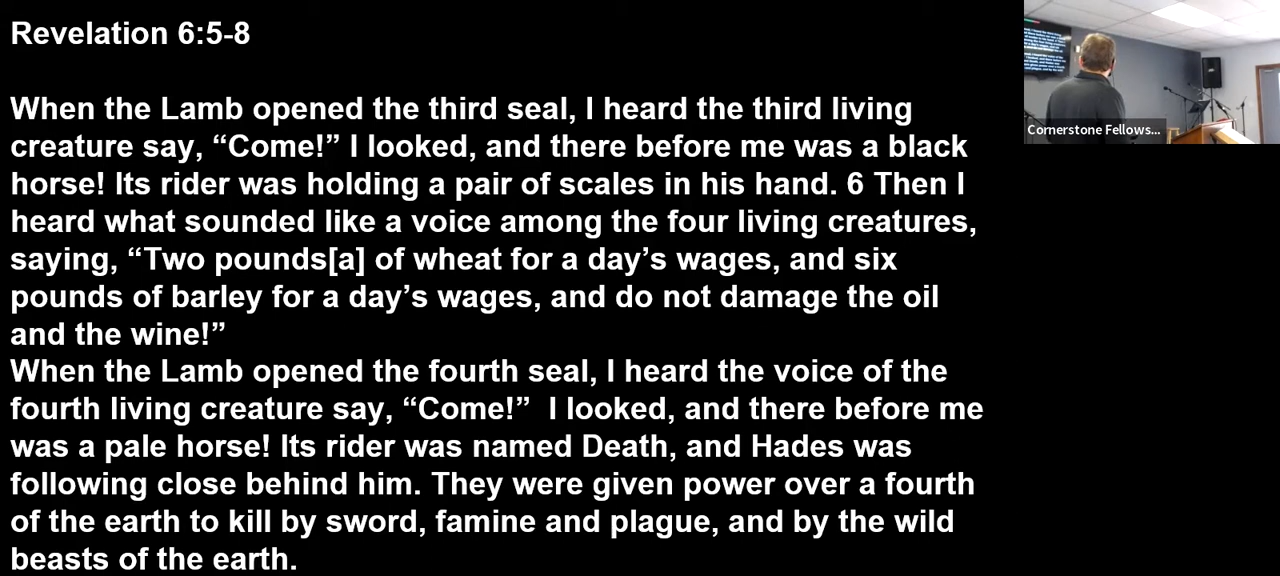 Revelation 6:5-8
When the Lamb opened the third seal, I heard the third living
creature say, “Come!” I looked, and there before me was a black
horse! Its rider was holding a pair of scales in his hand. 6 Then I
heard what sounded like a voice among the four living creatures,
saying, “Two pounds[a] of wheat for a day’s wages, and six
pounds of barley for a day’s wages, and do not damage the oil
and the wine!”
When the Lamb opened the fourth seal, I heard the voice of the
fourth living creature say, “Come!”  I looked, and there before me
was a pale horse! Its rider was named Death, and Hades was
following close behind him. They were given power over a fourth
of the earth to kill by sword, famine and plague, and by the wild
beasts of the earth.
Cornerstone Fellows...